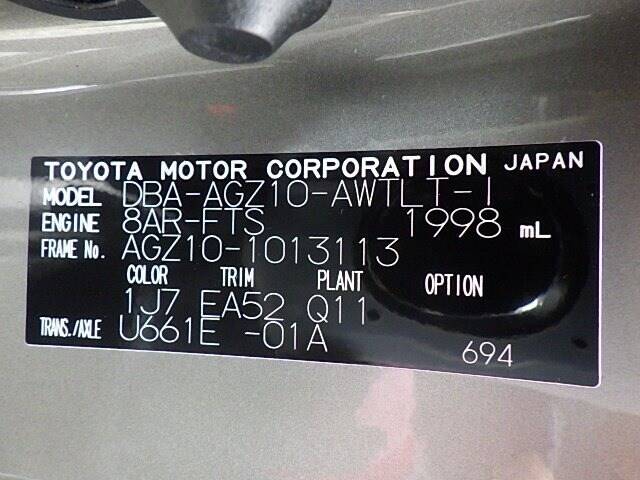 TOYOTA MOTOR CORPORATION JAPAN
MODEL DBA-AGZ10-AWTLT-I
ENGINE 8AR-FTS 1998 mL
FRAME No. AGZ10-1013113
COLOR TRIM PLANT OPTION
1J7 EA52 Q11
TRANS./AXLE U661E -01A
694